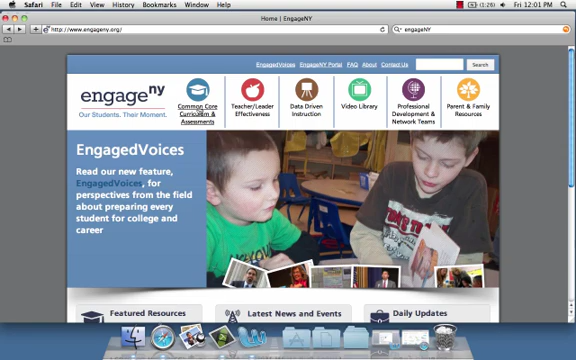 Safari File Edit View History Bookmarks Window Help (1:26) Fri 12:01 PM
Home | EngageNY
http://www.engageny.org/ engageNY
EngagedVoices EngageNY Portal FAQ About Contact Us Search
engageny
Our Students. Their Moment.
Common Core
Curriculum &
Assessments
Teacher/Leader
Effectiveness
Data Driven
Instruction
Video Library
Professional
Development &
Network Teams
Parent & Family
Resources
EngagedVoices
Read our new feature,
EngagedVoices, for
perspectives from the field
about preparing every
student for college and
career
Featured Resources
Latest News and Events
Daily Updates